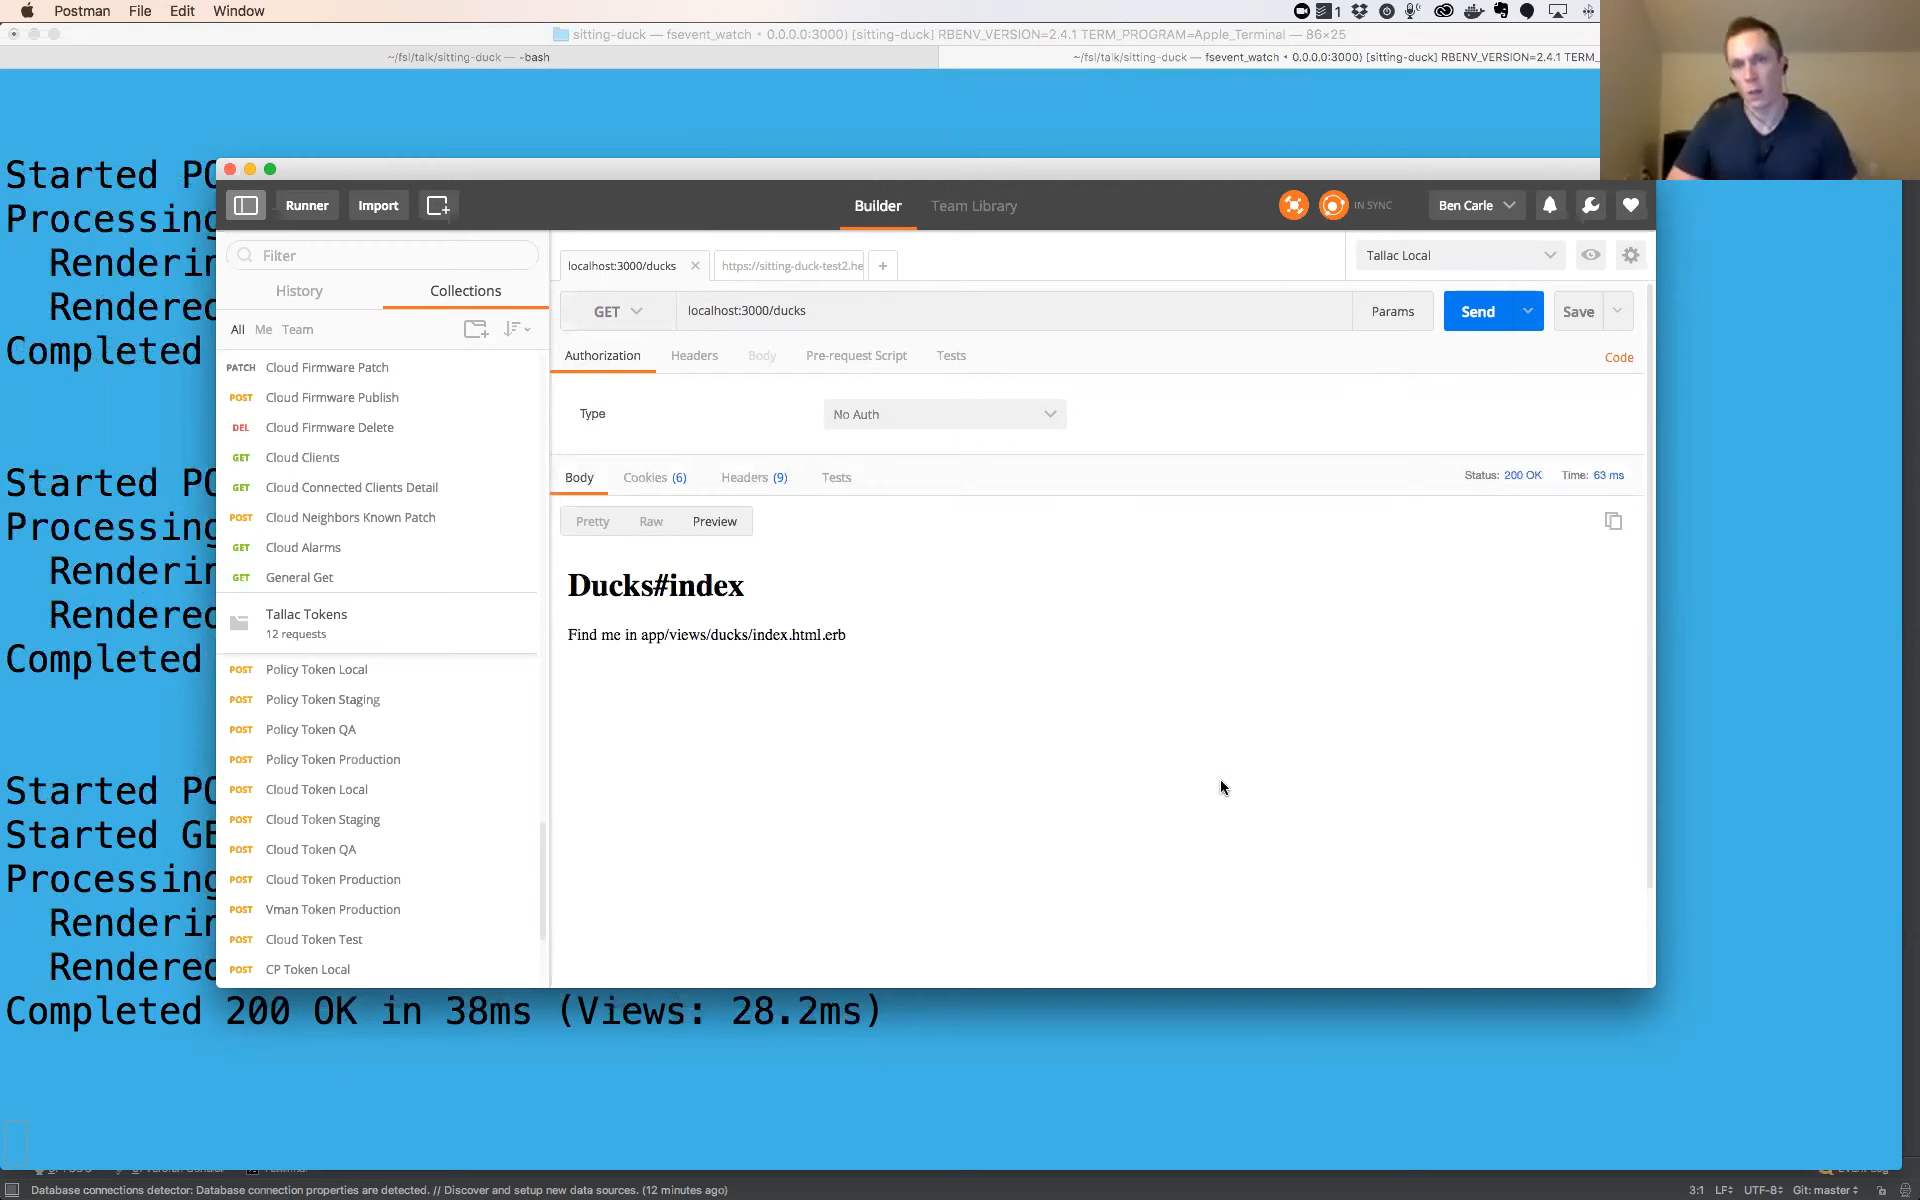 Postman File Edit Window
1
sitting-duck — fsevent_watch • 0.0.0.0:3000) [sitting-duck] RBENV_VERSION=2.4.1 TERM_PROGRAM=Apple_Terminal — 86×25
~/fsl/talk/sitting-duck — -bash
~/fsl/talk/sitting-duck — fsevent_watch • 0.0.0.0:3000) [sitting-duck] RBENV_VERSION=2.4.1 TERM_
Started PO
Processing
Renderin
Rendered
Completed
Started PO
Processing
Renderin
Rendered
Completed
Started PO
Started GE
Processing
Renderin
Rendered
Completed 200 OK in 38ms (Views: 28.2ms)
Runner
Import
Builder
Team Library
IN SYNC
Ben Carle
Filter
History
Collections
All Me Team
PATCH Cloud Firmware Patch
POST Cloud Firmware Publish
DEL Cloud Firmware Delete
GET Cloud Clients
GET Cloud Connected Clients Detail
POST Cloud Neighbors Known Patch
GET Cloud Alarms
GET General Get
Tallac Tokens
12 requests
POST Policy Token Local
POST Policy Token Staging
POST Policy Token QA
POST Policy Token Production
POST Cloud Token Local
POST Cloud Token Staging
POST Cloud Token QA
POST Cloud Token Production
POST Vman Token Production
POST Cloud Token Test
POST CP Token Local
localhost:3000/ducks
https://sitting-duck-test2.he
Tallac Local
GET
localhost:3000/ducks
Params
Send
Save
Authorization
Headers
Body
Pre-request Script
Tests
Code
Type
No Auth
Body
Cookies (6)
Headers (9)
Tests
Status: 200 OK
Time: 63 ms
Pretty
Raw
Preview
Ducks#index
Find me in app/views/ducks/index.html.erb
Database connections detector: Database connection properties are detected. // Discover and setup new data sources. (12 minutes ago)
3:1 LF÷ UTF-8÷ Git: master÷